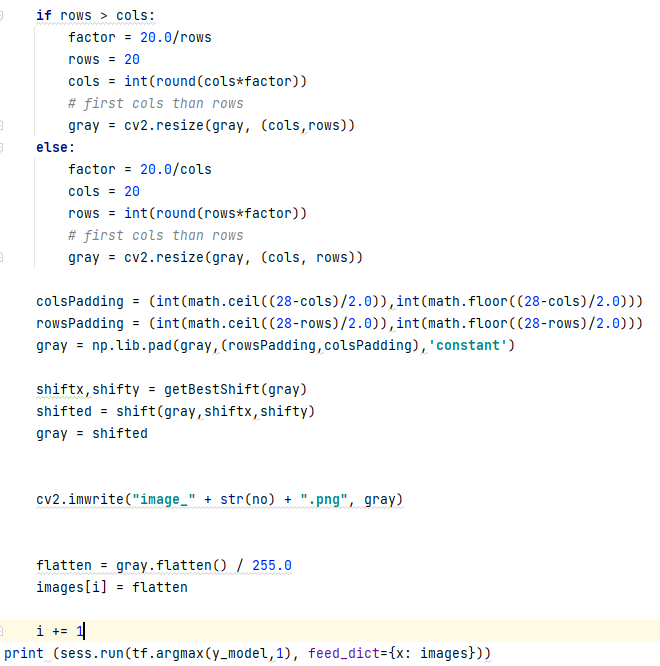 if rows > cols:
factor = 20.0/rows
rows = 20
cols = int(round(cols*factor))
# first cols than rows
gray = cv2.resize(gray, (cols,rows))
else:
factor = 20.0/cols
cols = 20
rows = int(round(rows*factor))
# first cols than rows
gray = cv2.resize(gray, (cols, rows))
colsPadding = (int(math.ceil((28-cols)/2.0)),int(math.floor((28-cols)/2.0)))
rowsPadding = (int(math.ceil((28-rows)/2.0)),int(math.floor((28-rows)/2.0)))
gray = np.lib.pad(gray,(rowsPadding,colsPadding),'constant')
shiftx,shifty = getBestShift(gray)
shifted = shift(gray,shiftx,shifty)
gray = shifted
cv2.imwrite("image_" + str(no) + ".png", gray)
flatten = gray.flatten() / 255.0
images[i] = flatten
i += 1
print (sess.run(tf.argmax(y_model,1), feed_dict={x: images}))